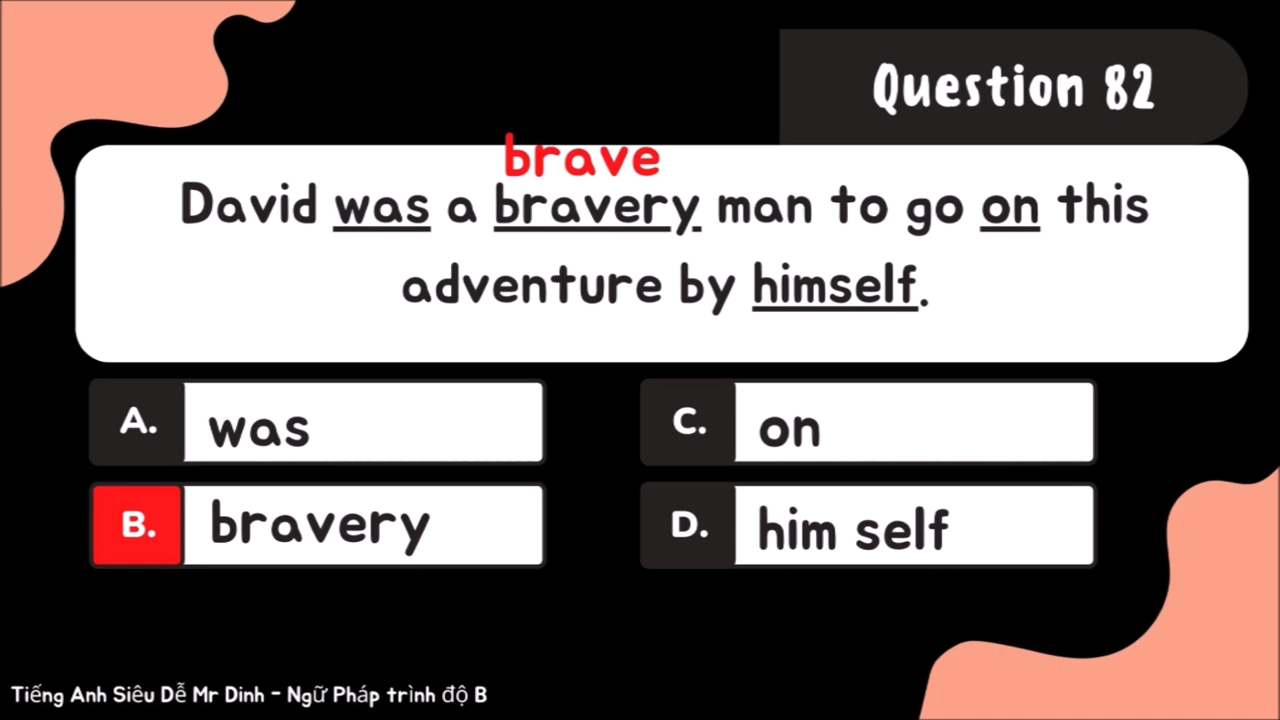 Question 82
brave
David was a bravery man to go on this
adventure by himself.
A. was
C. on
B. bravery
D. him self
Tiếng Anh Siêu Dễ Mr Dinh - Ngữ Pháp trình độ B